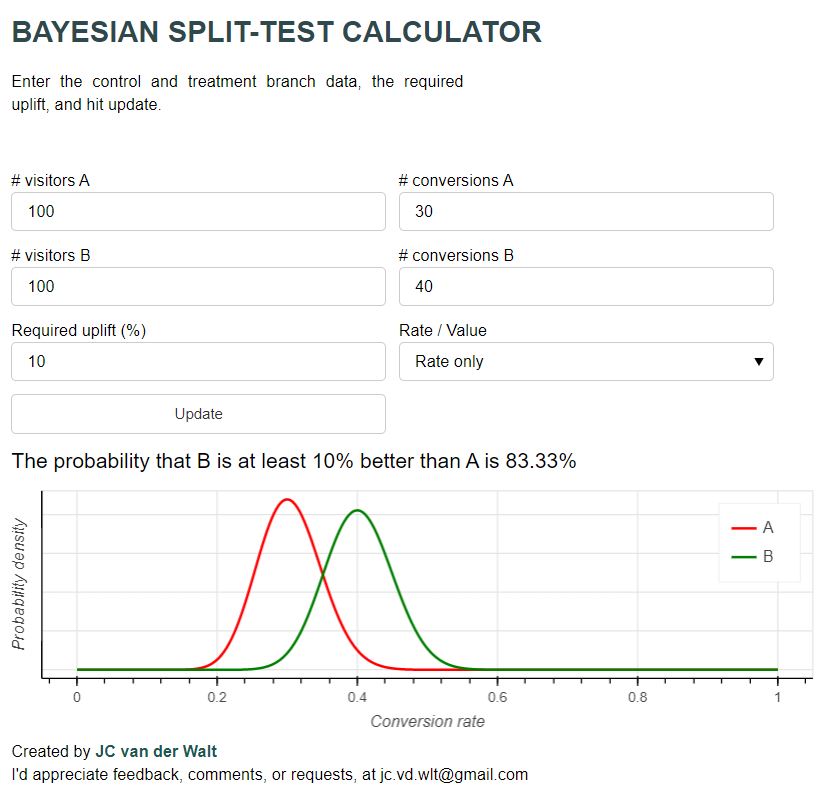 BAYESIAN SPLIT-TEST CALCULATOR
Enter the control and treatment branch data, the required
uplift, and hit update.
# visitors A
# conversions A
100
30
# visitors B
# conversions B
100
40
Required uplift (%)
Rate / Value
10
Rate only
Update
The probability that B is at least 10% better than A is 83.33%
Probability density
A
B
0 0.2 0.4 0.6 0.8 1
Conversion rate
Created by JC van der Walt
I'd appreciate feedback, comments, or requests, at jc.vd.wlt@gmail.com